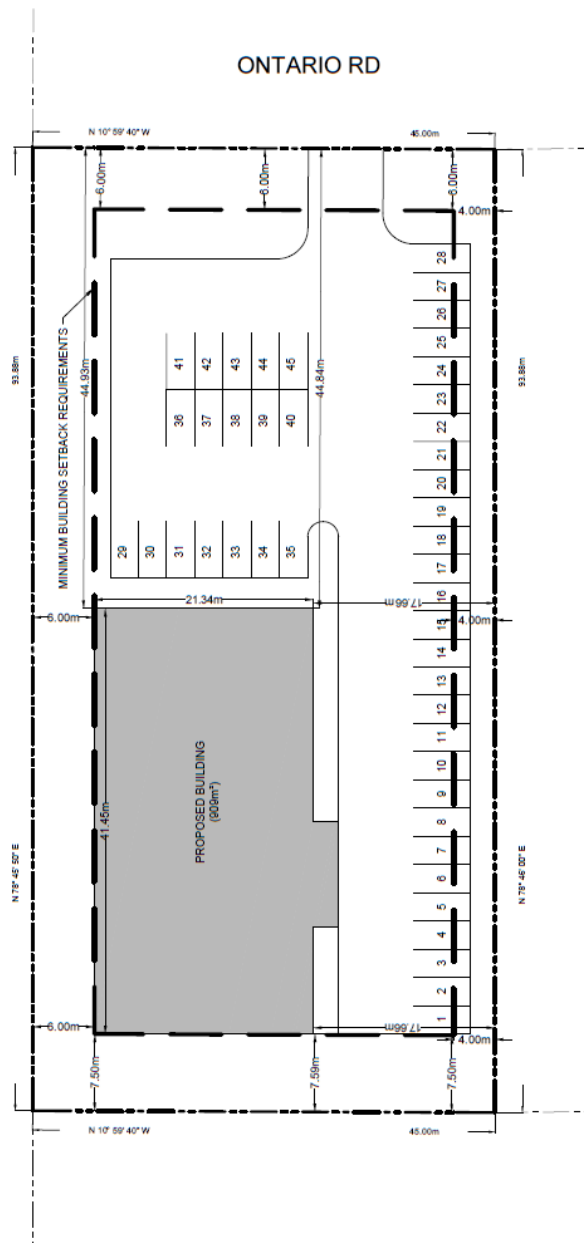 ONTARIO RD
N 10° 59' 40" W
45.00m
6.00m
6.00m
6.00m
4.00m
93.88m
93.88m
MINIMUM BUILDING SETBACK REQUIREMENTS
44.93m
44.84m
28
27
26
25
24
23
22
21
20
19
18
17
16
15
14
13
12
11
10
9
8
7
6
5
4
3
2
1
41 42 43 44 45
36 37 38 39 40
29 30 31 32 33 34 35
21.34m
17.66m
6.00m
4.00m
PROPOSED BUILDING
(909m²)
41.45m
N 78° 45' 50" E
N 78° 46' 00" E
6.00m
17.66m
4.00m
7.50m
7.59m
7.50m
N 10° 59' 40" W
45.00m